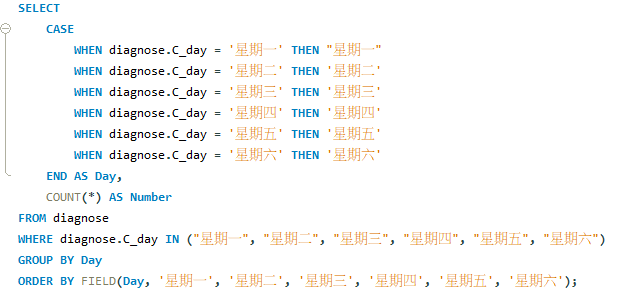 SELECT
CASE
WHEN diagnose.C_day = '星期一' THEN "星期一"
WHEN diagnose.C_day = '星期二' THEN '星期二'
WHEN diagnose.C_day = '星期三' THEN '星期三'
WHEN diagnose.C_day = '星期四' THEN '星期四'
WHEN diagnose.C_day = '星期五' THEN '星期五'
WHEN diagnose.C_day = '星期六' THEN '星期六'
END AS Day,
COUNT(*) AS Number
FROM diagnose
WHERE diagnose.C_day IN ("星期一", "星期二", "星期三", "星期四", "星期五", "星期六")
GROUP BY Day
ORDER BY FIELD(Day, '星期一', '星期二', '星期三', '星期四', '星期五', '星期六');